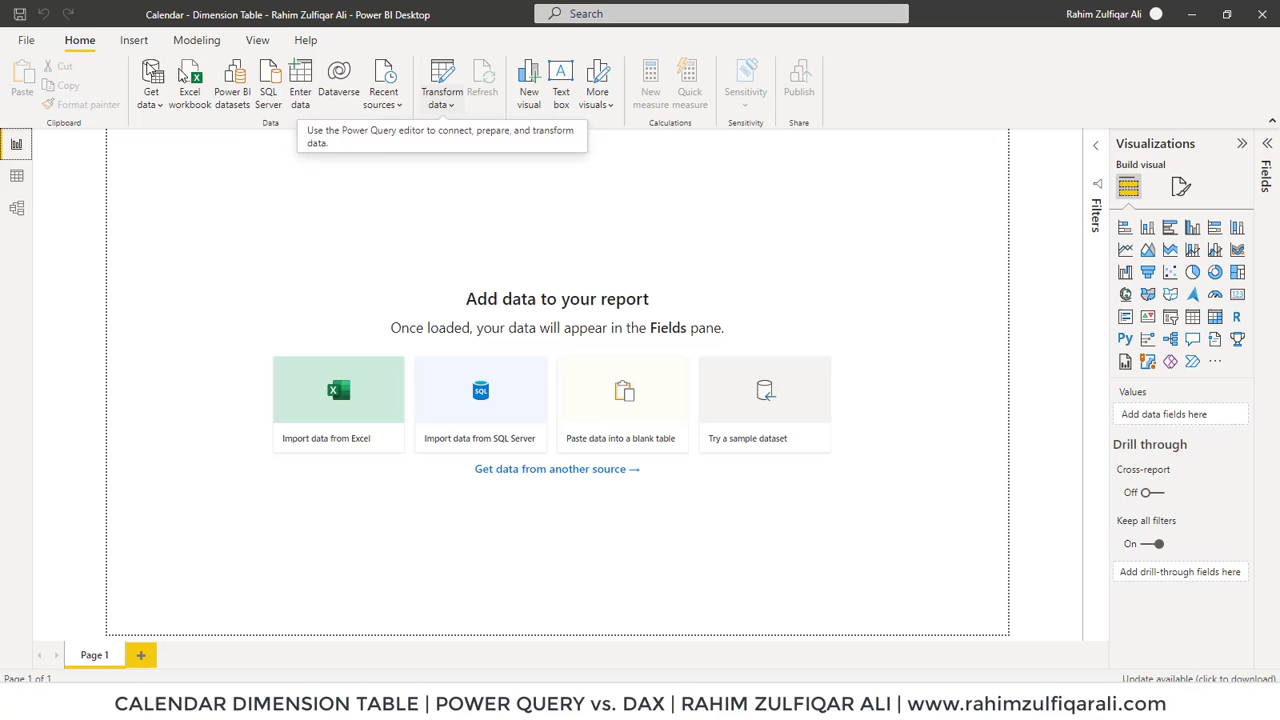 Calendar - Dimension Table - Rahim Zulfiqar Ali - Power BI Desktop
Search
Rahim Zulfiqar Ali
File Home Insert Modeling View Help
Paste
Cut
Copy
Format painter
Clipboard
Get data
Excel workbook
Power BI datasets
SQL Server
Enter data
Dataverse
Recent sources
Data
Transform data
Refresh
New visual
Text box
More visuals
New measure
Quick measure
Calculations
Sensitivity
Sensitivity
Publish
Share
Use the Power Query editor to connect, prepare, and transform
data.
Add data to your report
Once loaded, your data will appear in the Fields pane.
X
SQL
Import data from Excel
Import data from SQL Server
Paste data into a blank table
Try a sample dataset
Get data from another source →
Filters
Visualizations
Build visual
123
R
Py
...
Values
Add data fields here
Drill through
Cross-report
Off
Keep all filters
On
Add drill-through fields here
Fields
Page 1
Page 1 of 1
Update available (click to download)
CALENDAR DIMENSION TABLE | POWER QUERY vs. DAX | RAHIM ZULFIQAR ALI | www.rahimzulfiqarali.com